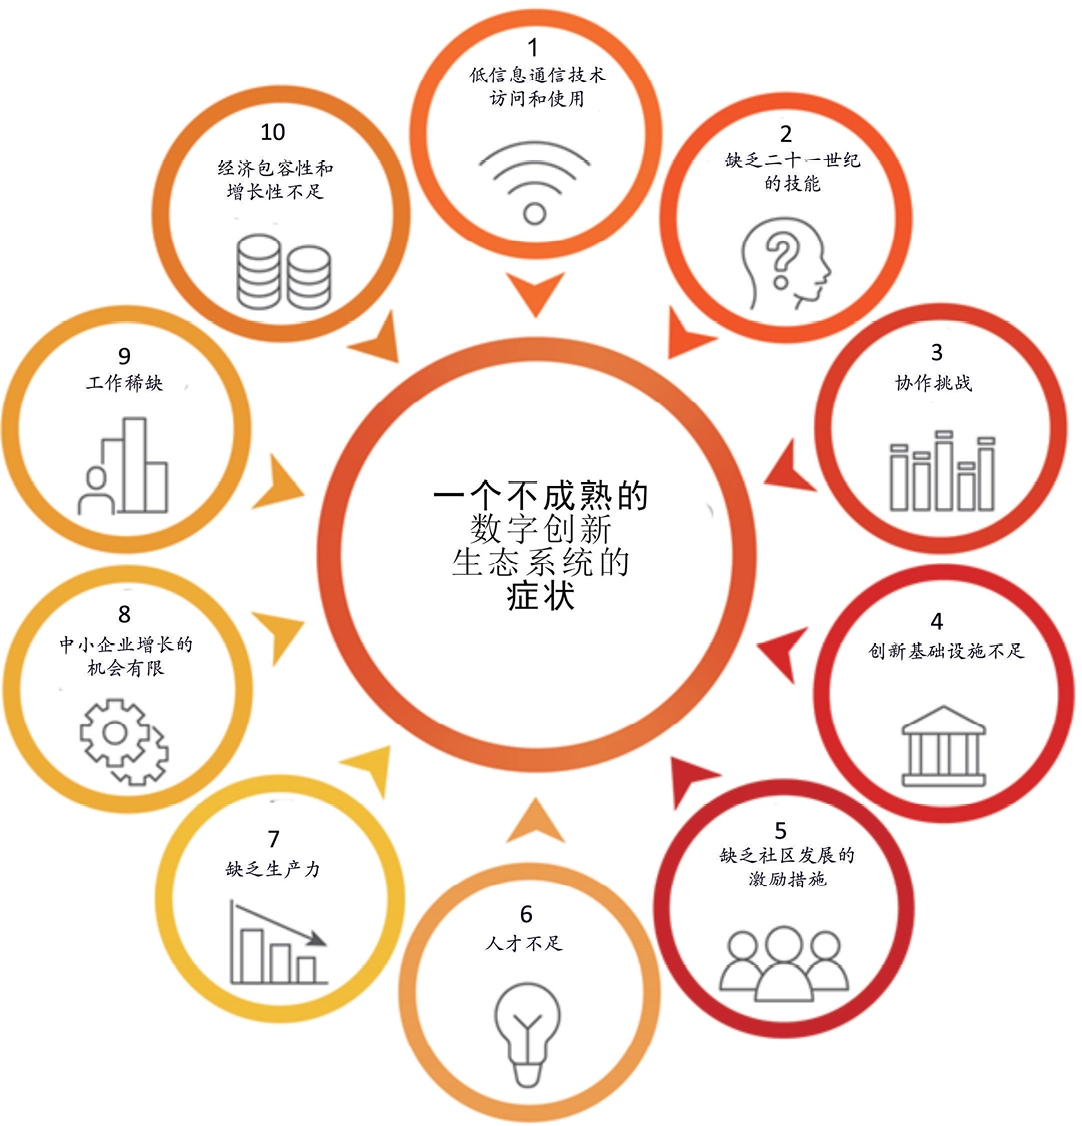 1
低信息通信技术
访问和使用
2
缺乏二十一世纪
的技能
3
协作挑战
4
创新基础设施不足
5
缺乏社区发展的
激励措施
6
人才不足
7
缺乏生产力
8
中小企业增长的
机会有限
9
工作稀缺
10
经济包容性和
增长性不足
一个不成熟的
数字创新
生态系统的
症状